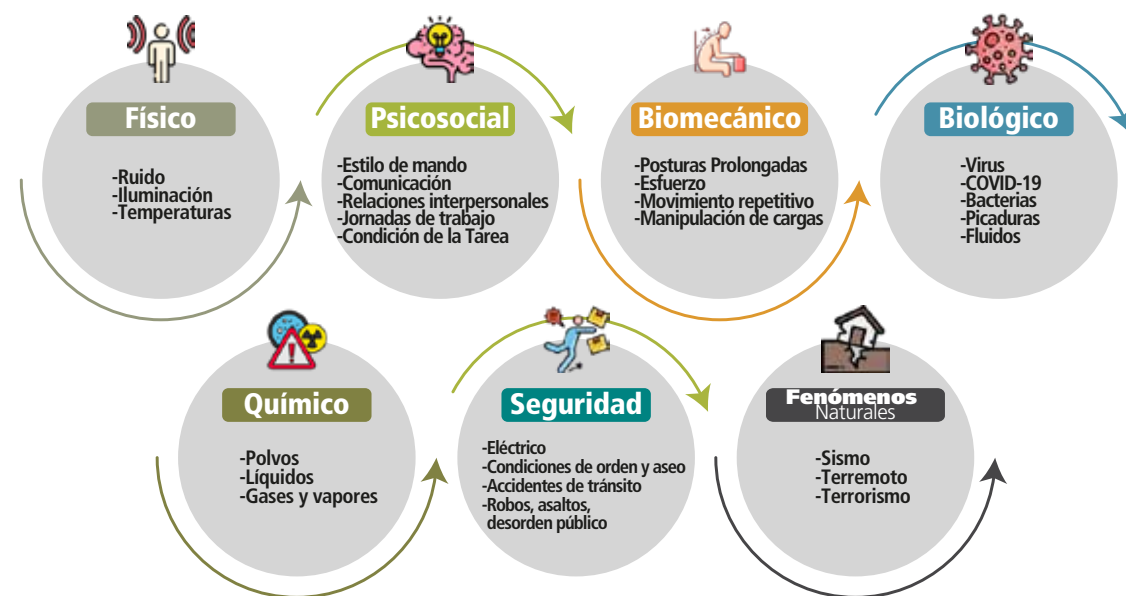 Físico
-Ruido
-Iluminación
-Temperaturas
Psicosocial
-Estilo de mando
-Comunicación
-Relaciones interpersonales
-Jornadas de trabajo
-Condición de la Tarea
Biomecánico
-Posturas Prolongadas
-Esfuerzo
-Movimiento repetitivo
-Manipulación de cargas
Biológico
-Virus
-COVID-19
-Bacterias
-Picaduras
-Fluidos
Químico
-Polvos
-Líquidos
-Gases y vapores
Seguridad
-Eléctrico
-Condiciones de orden y aseo
-Accidentes de tránsito
-Robos, asaltos,
desorden público
Fenómenos
Naturales
-Sismo
-Terremoto
-Terrorismo